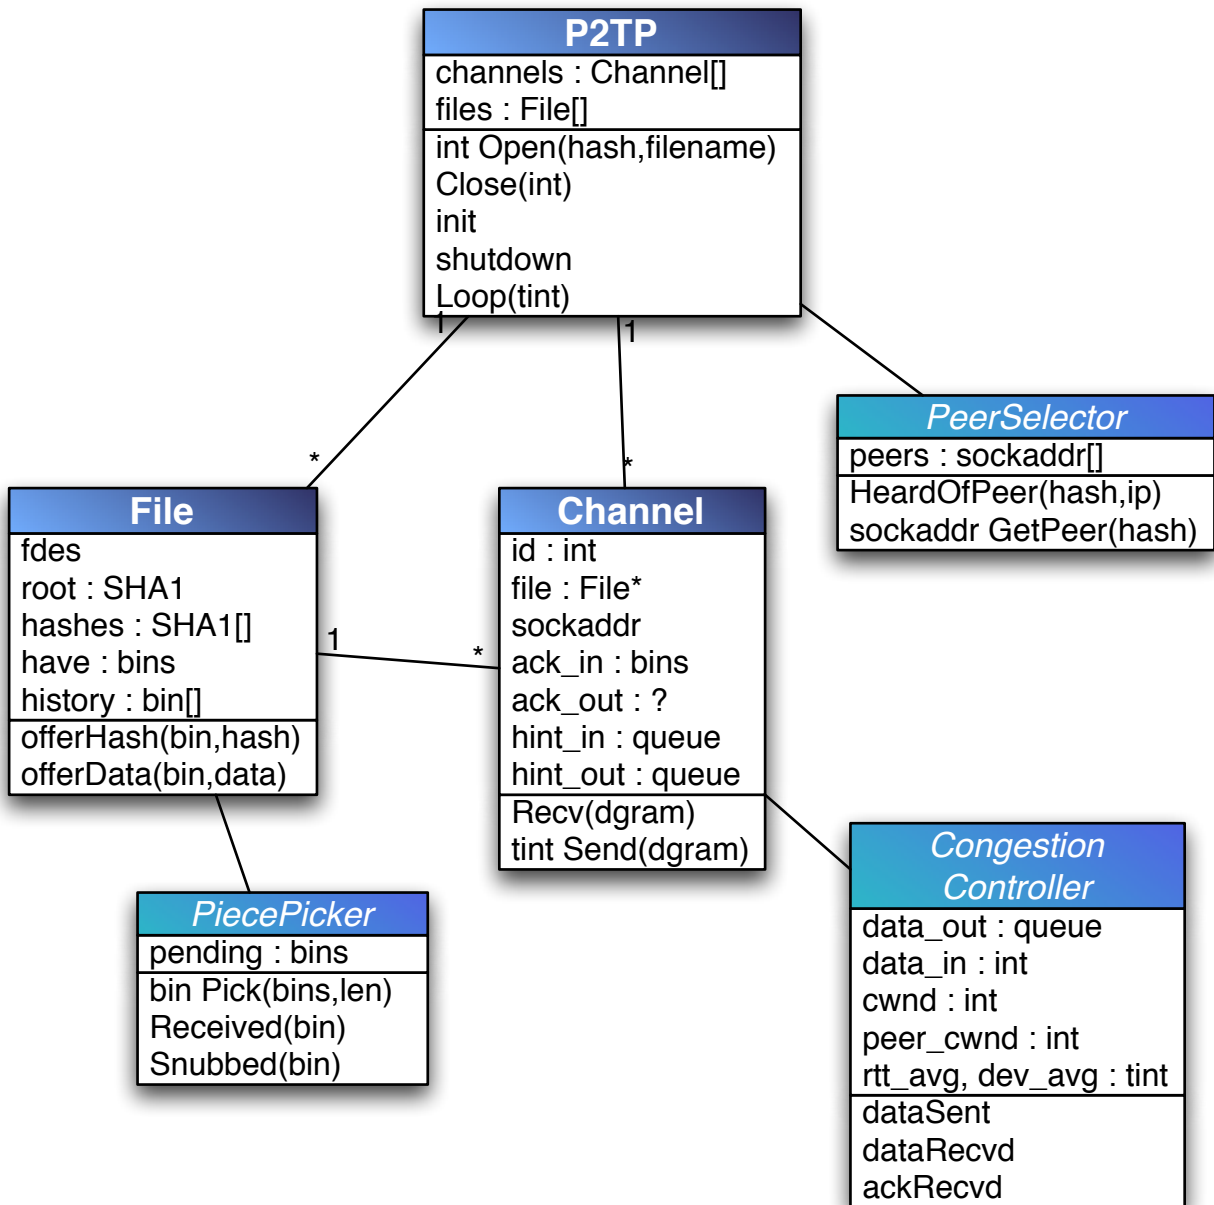 P2TP
channels : Channel[]
files : File[]
int Open(hash,filename)
Close(int)
init
shutdown
Loop(tint)
1
1
*
*
PeerSelector
peers : sockaddr[]
HeardOfPeer(hash,ip)
sockaddr GetPeer(hash)
File
fdes
root : SHA1
hashes : SHA1[]
have : bins
history : bin[]
offerHash(bin,hash)
offerData(bin,data)
1
*
Channel
id : int
file : File*
sockaddr
ack_in : bins
ack_out : ?
hint_in : queue
hint_out : queue
Recv(dgram)
tint Send(dgram)
PiecePicker
pending : bins
bin Pick(bins,len)
Received(bin)
Snubbed(bin)
Congestion
Controller
data_out : queue
data_in : int
cwnd : int
peer_cwnd : int
rtt_avg, dev_avg : tint
dataSent
dataRecvd
ackRecvd